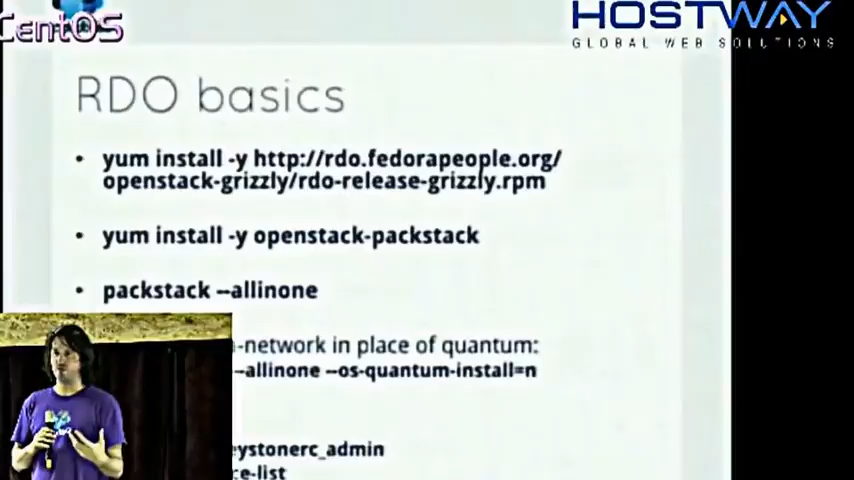 CentOS
HOSTWAY
GLOBAL WEB SOLUTIONS
RDO basics
• yum install -y http://rdo.fedorapeople.org/
openstack-grizzly/rdo-release-grizzly.rpm
• yum install -y openstack-packstack
• packstack --allinone
-network in place of quantum:
--allinone --os-quantum-install=n
eystonerc_admin
ce-list